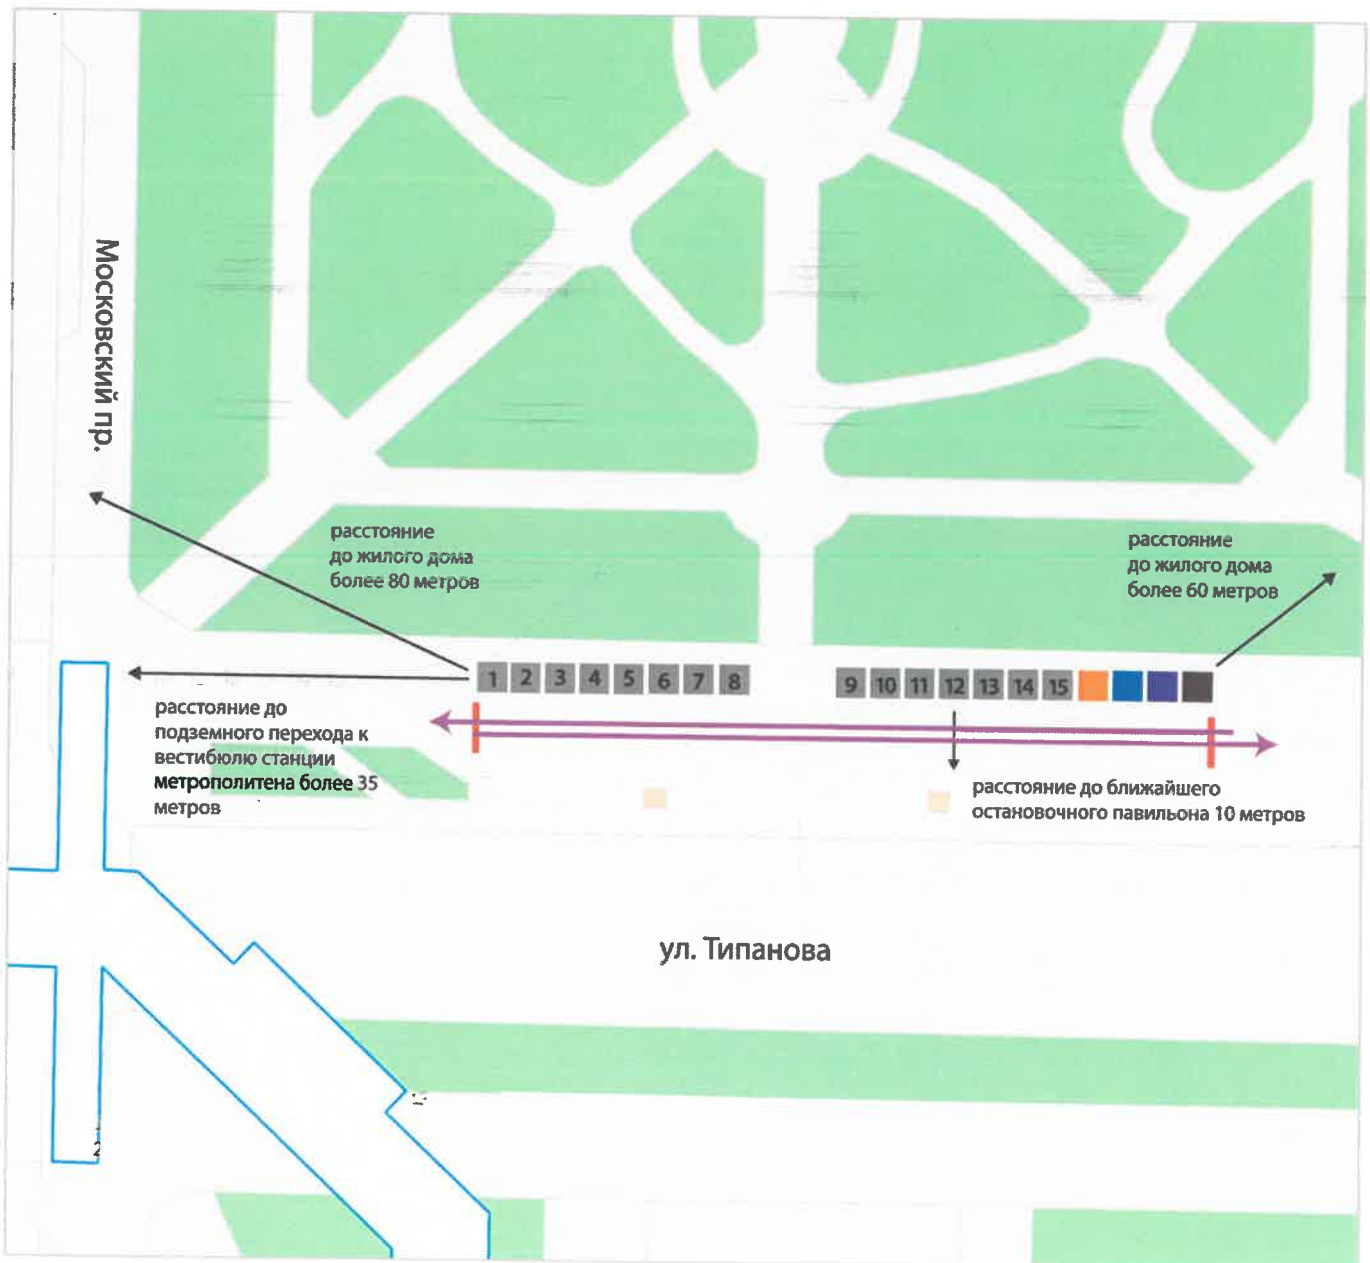 Московский пр.
расстояние
до жилого дома
более 80 метров
расстояние
до жилого дома
более 60 метров
1 2 3 4 5 6 7 8 9 10 11 12 13 14 15
расстояние до
подземного перехода к
вестибюлю станции
метрополитена более 35
метров
расстояние до ближайшего
остановочного павильона 10 метров
ул. Типанова